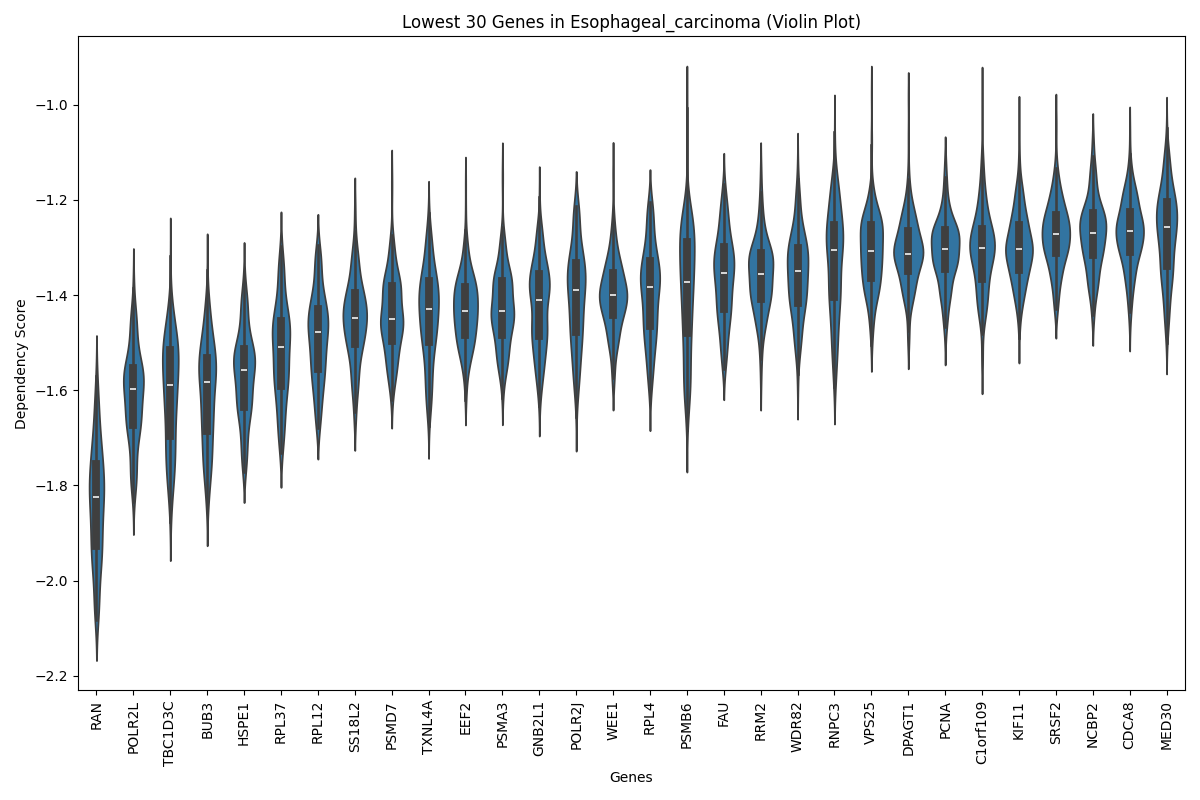 Lowest 30 Genes in Esophageal_carcinoma (Violin Plot)
Dependency Score
−1.0
−1.2
−1.4
−1.6
−1.8
−2.0
−2.2
RAN
POLR2L
TBC1D3C
BUB3
HSPE1
RPL37
RPL12
SS18L2
PSMD7
TXNL4A
EEF2
PSMA3
GNB2L1
POLR2J
WEE1
RPL4
PSMB6
FAU
RRM2
WDR82
RNPC3
VPS25
DPAGT1
PCNA
C1orf109
KIF11
SRSF2
NCBP2
CDCA8
MED30
Genes